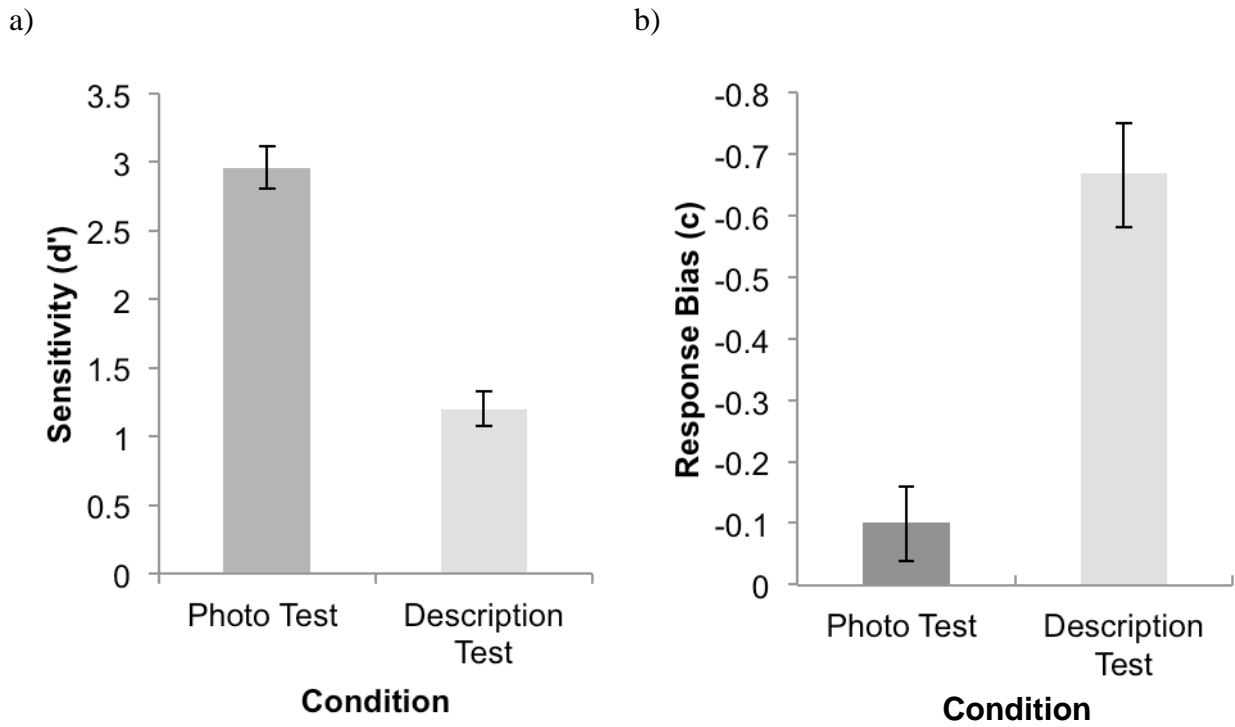 a)
b)
3.5
3
2.5
2
1.5
1
0.5
0
Sensitivity (d')
Photo Test
Description
Test
Condition
-0.8
-0.7
-0.6
-0.5
-0.4
-0.3
-0.2
-0.1
0
Response Bias (c)
Photo Test
Description
Test
Condition